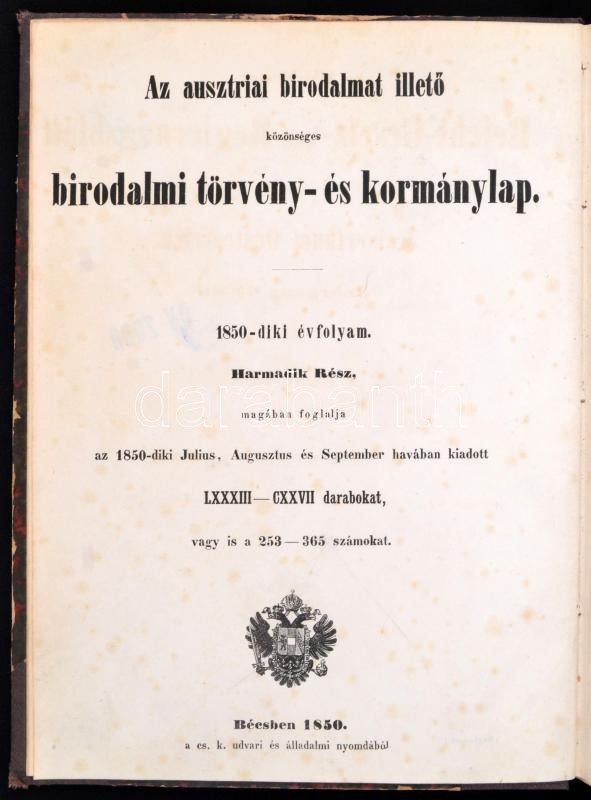 Az ausztriai birodalmat illető
közönséges
birodalmi törvény- és kormánylap.
1850-diki évfolyam.
Harmadik Rész,
magában foglalja
az 1850-diki Julius, Augusztus és September havában kiadott
LXXXIII—CXXVII darabokat,
vagy is a 253—365 számokat.
Bécsben 1850.
a cs. k. udvari és álladalmi nyomdából
darabanth